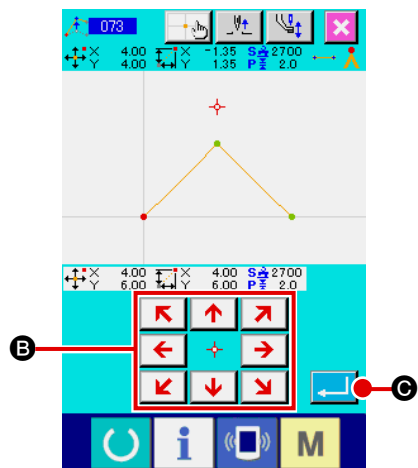 073
X 4.00 X -1.35 S 2700
Y 4.00 Y 1.35 P 2.0
X 4.00 X 4.00 S 2700
Y 6.00 Y 6.00 P 2.0
B
C
i M